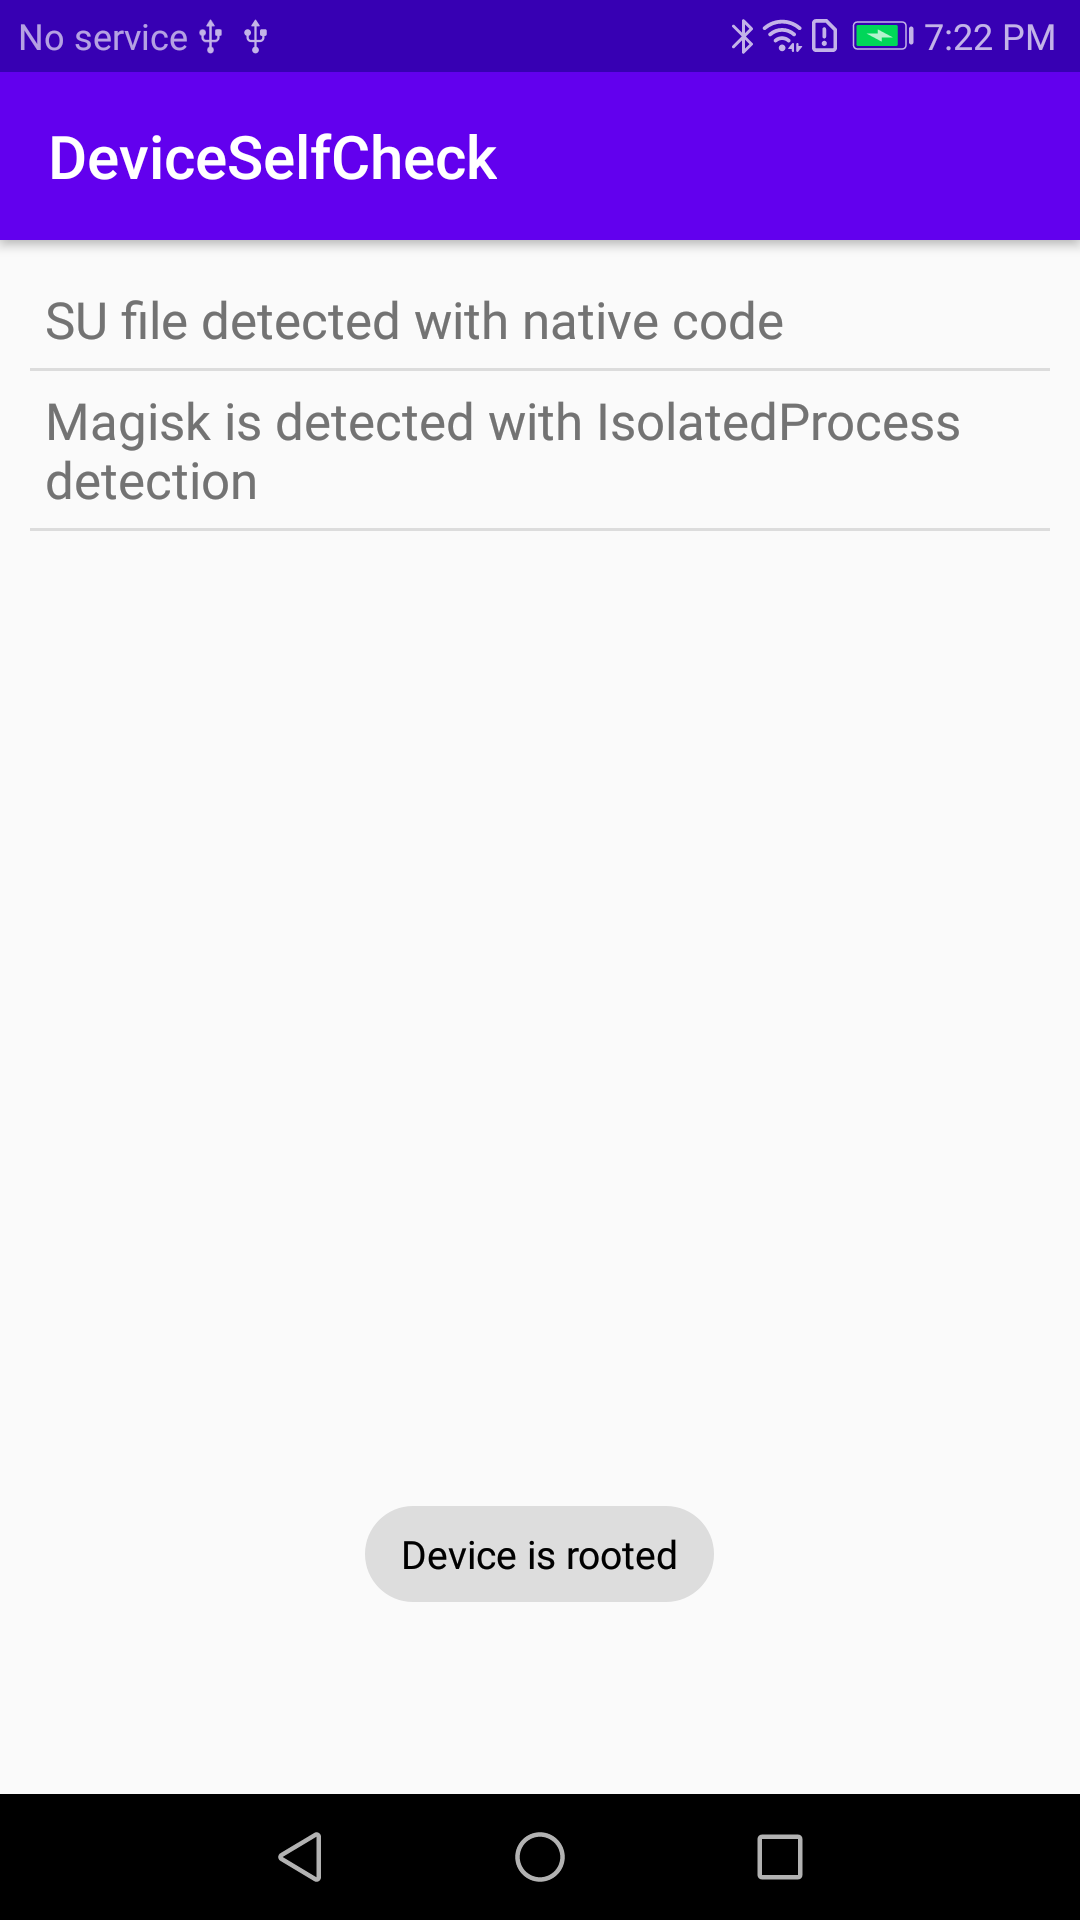 No service 7:22 PM
DeviceSelfCheck
SU file detected with native code
Magisk is detected with IsolatedProcess
detection
Device is rooted